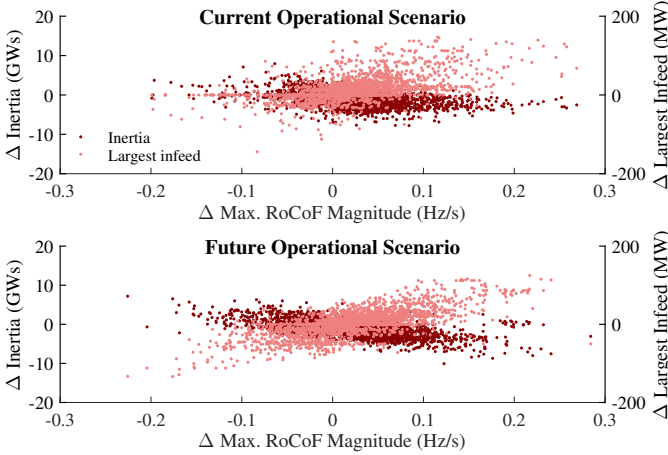 Current Operational Scenario
20
10
0
-10
-20
Δ Inertia (GWs)
200
0
-200
Δ Largest Infeed (MW)
Inertia
Largest infeed
-0.3 -0.2 -0.1 0 0.1 0.2 0.3
Δ Max. RoCoF Magnitude (Hz/s)
Future Operational Scenario
20
10
0
-10
-20
Δ Inertia (GWs)
200
0
200
Δ Largest Infeed (MW)
-0.3 -0.2 -0.1 0 0.1 0.2 0.3
Δ Max. RoCoF Magnitude (Hz/s)